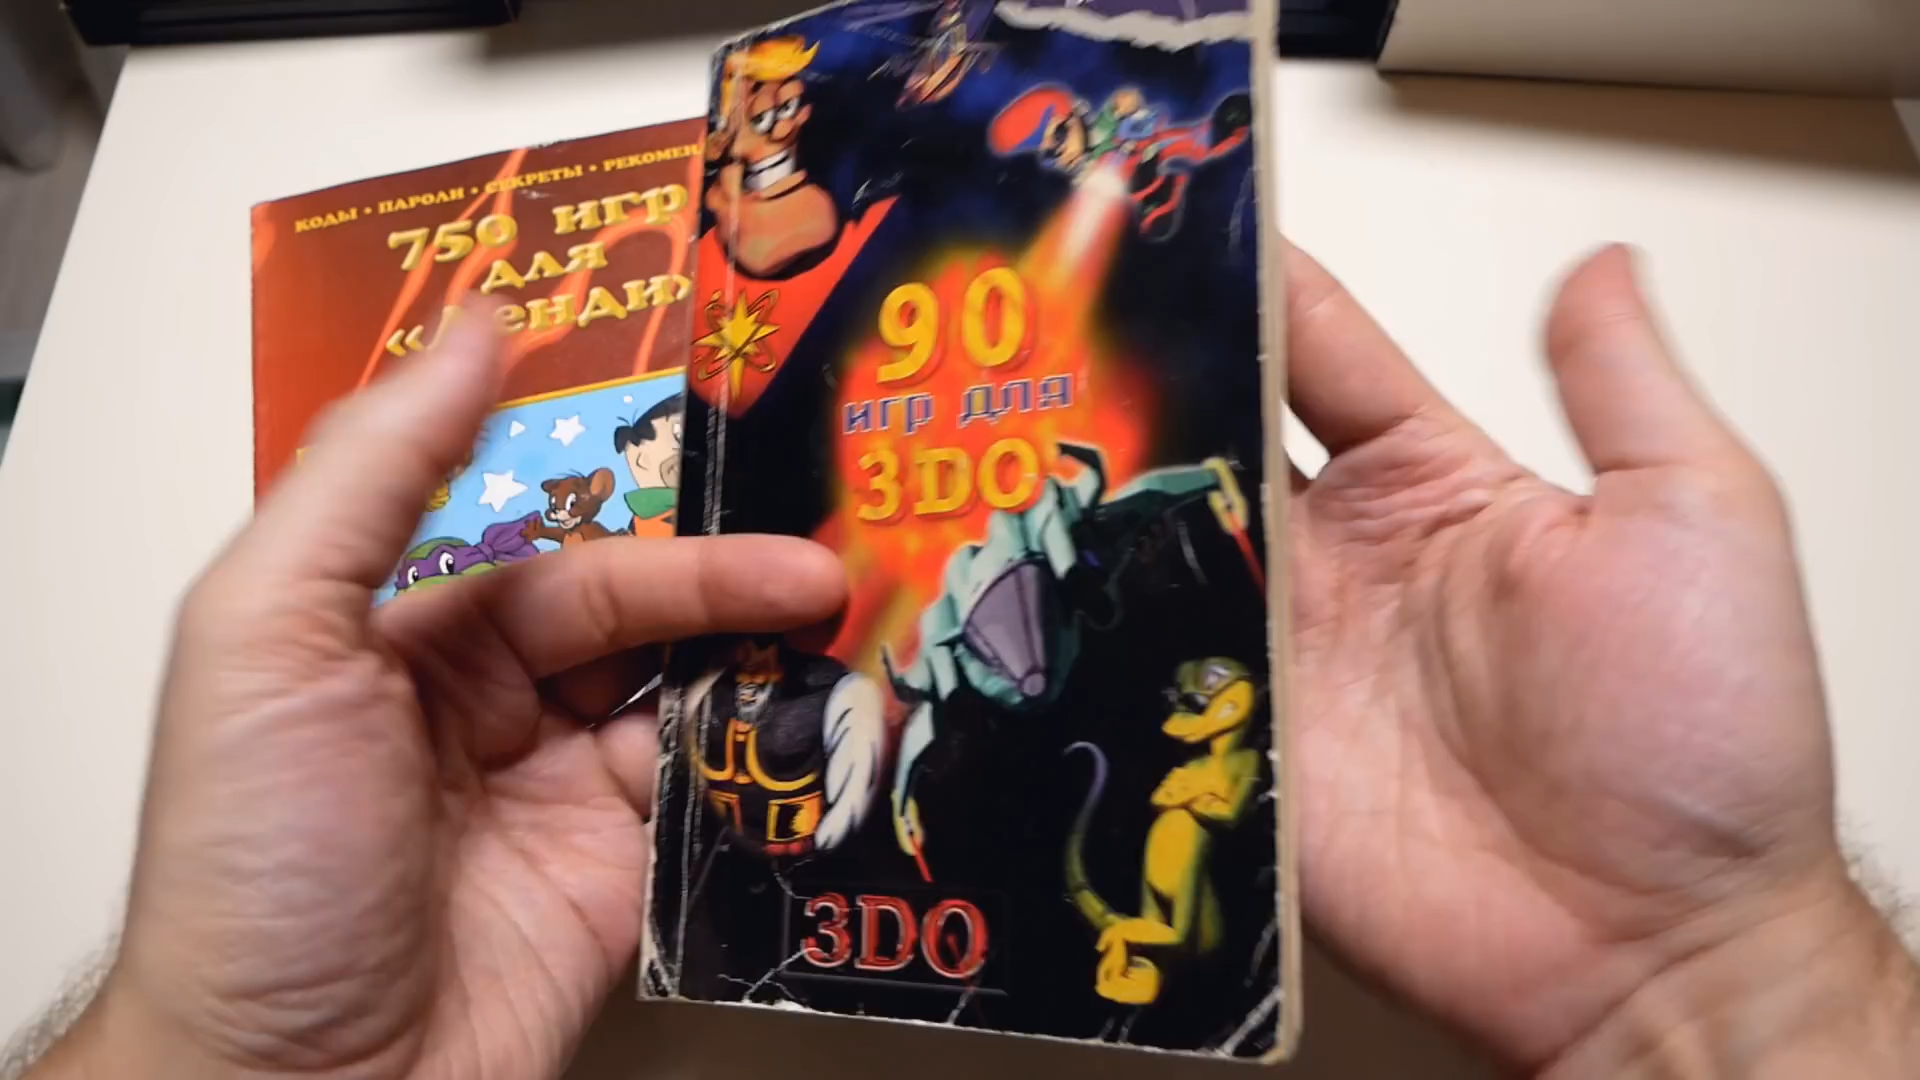 КОДЫ • ПАРОЛИ • СЕКРЕТЫ • РЕКОМЕН
750 игр
для
90
игр для
3DO
3DO